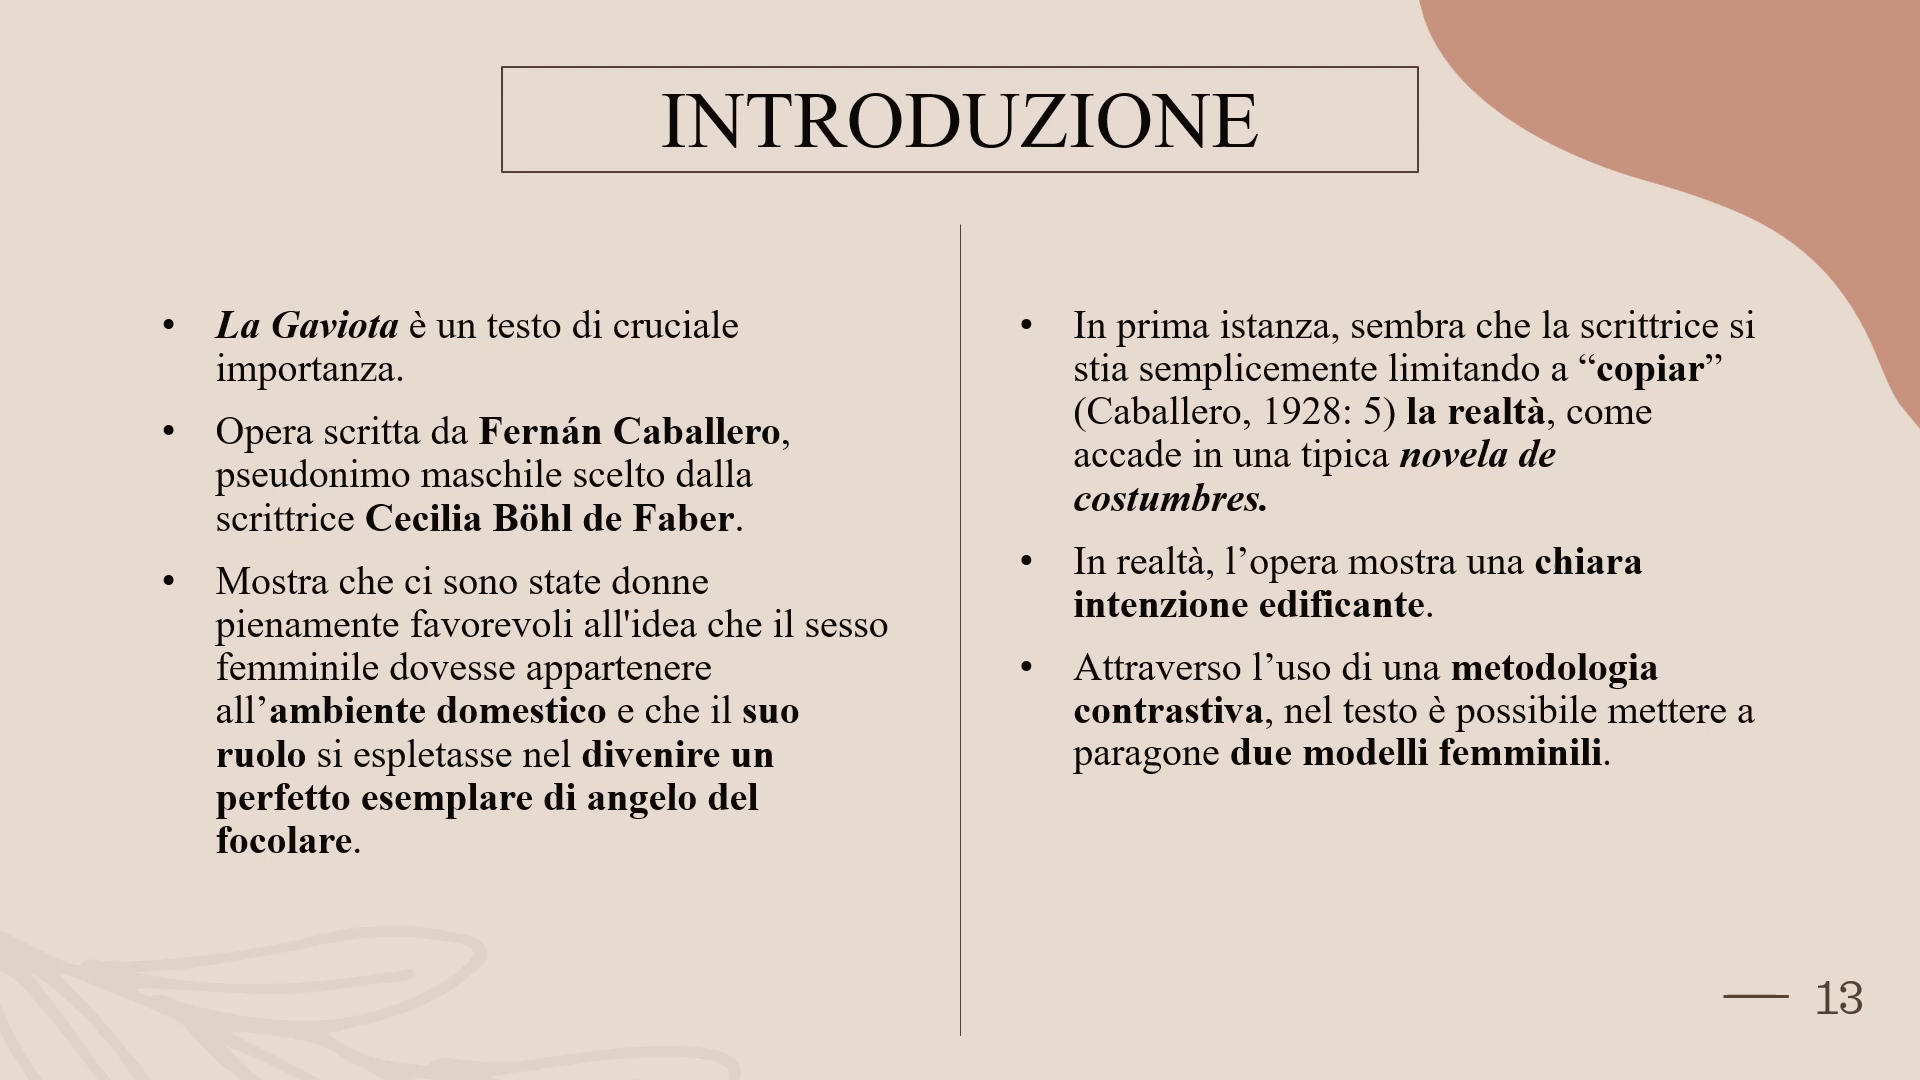 INTRODUZIONE
• La Gaviota è un testo di cruciale
importanza.
• Opera scritta da Fernán Caballero,
pseudonimo maschile scelto dalla
scrittrice Cecilia Böhl de Faber.
• Mostra che ci sono state donne
pienamente favorevoli all'idea che il sesso
femminile dovesse appartenere
all’ambiente domestico e che il suo
ruolo si espletasse nel divenire un
perfetto esemplare di angelo del
focolare.
• In prima istanza, sembra che la scrittrice si
stia semplicemente limitando a “copiar”
(Caballero, 1928: 5) la realtà, come
accade in una tipica novela de
costumbres.
• In realtà, l’opera mostra una chiara
intenzione edificante.
• Attraverso l’uso di una metodologia
contrastiva, nel testo è possibile mettere a
paragone due modelli femminili.
13